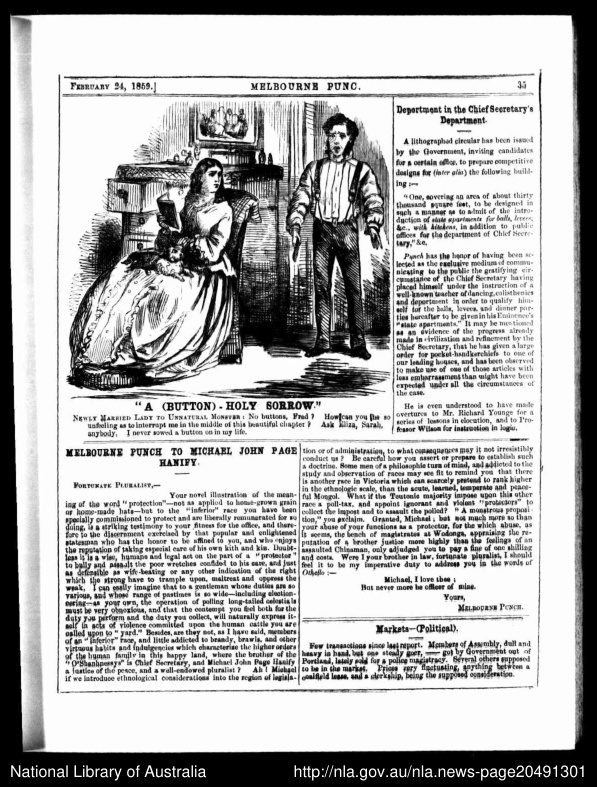 FEBRUARY 24, 1859.]
MELBOURNE PUNC.
35
"A (BUTTON) - HOLY SORROW."
NEWLY MARRIED LADY TO UNNATURAL MONSTER: No buttons, Fred? How can you be so
unfeeling as to interrupt me in the middle of this beautiful chapter? Ask Eliza, Sarah,
anybody. I never sewed a button on in my life.
Department in the Chief Secretary's
Department.
A lithographed circular has been issued
by the Government, inviting candidates
for a certain office, to prepare competitive
designs for (inter alia) the following build-
ing:—
"One, covering an area of about thirty
thousand square feet, to be designed in
such a manner as to admit of the intro-
duction of state apartments for balls, levees,
&c., with kitchens, in addition to public
offices for the department of Chief Secre-
tary," &c.
Punch has the honor of having been se-
lected as the exclusive medium of commu-
nicating to the public the gratifying cir-
cumstance of the Chief Secretary having
placed himself under the instruction of a
well-known teacher of dancing, calisthenics
and deportment in order to qualify him-
self for the balls, levees, and dinner par-
ties hereafter to be given in his Eminence's
"state apartments." It may be mentioned
as an evidence of the progress already
made in civilization and refinement by the
Chief Secretary, that he has given a large
order for pocket-handkerchiefs to one of
our leading houses, and has been observed
to make use of one of those articles with
less embarrassment than might have been
expected under all the circumstances of
the case.
He is even understood to have made
overtures to Mr. Richard Younge for a
series of lessons in elocution, and to Pro-
fessor Wilson for instruction in logic.
MELBOURNE PUNCH TO MICHAEL JOHN PAGE
HANIFY.
FORTUNATE PLURALIST,—
Your novel illustration of the mean-
ing of the word "protection"—not as applied to home-grown grain
or home-made hats—but to the "inferior" race you have been
specially commissioned to protect and are liberally remunerated for so
doing, is a striking testimony to your fitness for the office, and there-
fore to the discernment exercised by that popular and enlightened
statesman who has the honor to be affined to you, and who enjoys
the reputation of taking especial care of his own kith and kin. Doubt-
less it is a wise, humane and legal act on the part of a "protector"
to bully and assault the poor wretches confided to his care, and just
as defensible as wife-beating or any other indication of the right
which the strong have to trample upon, maltreat and oppress the
weak. I can easily imagine that to a gentleman whose duties are so
various, and whose range of pastimes is so wide—including election-
eering—as your own, the operation of polling long-tailed celestials
must be very obnoxious, and that the contempt you feel both for the
duty you perform and the duty you collect, will naturally express it-
self in acts of violence committed upon the human cattle you are
called upon to "yard." Besides, are they not, as I have said, members
of an "inferior" race, and little addicted to brandy, brawls, and other
virtuous habits and indulgences which characterize the higher orders
of the human family in this happy land, where the brother of the
"O'Shanhnessys" is Chief Secretary, and Michael John Page Hanify
a justice of the peace, and a well-endowed pluralist? Ah! Michael
if we introduce ethnological considerations into the region of legisla-
tion or of administration, to what consequences may it not irresistibly
conduct us? Be careful how you assert or prepare to establish such
a doctrine. Some men of a philosophic turn of mind, and addicted to the
study and observation of races may see fit to remind you that there
is another race in Victoria which can scarcely pretend to rank higher
in the ethnologic scale, than the acute, learned, temperate and peace-
ful Mongol. What if the Teutonic majority impose upon this other
race a poll-tax, and appoint ignorant and violent "protectors" to
collect the impost and to assault the polled? "A monstrous proposi-
tion," you exclaim. Granted, Michael; but not much more so than
your abuse of your functions as a protector, for the which abuse, as
it seems, the bench of magistrates at Wodonga, appraising the re-
putation of a brother justice more highly than the feelings of an
assaulted Chinaman, only adjudged you to pay a fine of one shilling
and costs. Were I your brother in law, fortunate pluralist, I should
feel it to be my imperative duty to address you in the words of
Othello:—
Michael, I love thee;
But never more be officer of mine.
Yours,
MELBOURNE PUNCH.
Markets—(Political).
Few transactions since last report. Members of Assembly, dull and
heavy in hand, but one steady goer, —— got by Government out of
Portland, lately sold for a police magistracy. Several others supposed
to be in the market. Prices very fluctuating, anything between a
coalfield lease, and a clerkship, being the supposed consideration.
National Library of Australia
http://nla.gov.au/nla.news-page20491301